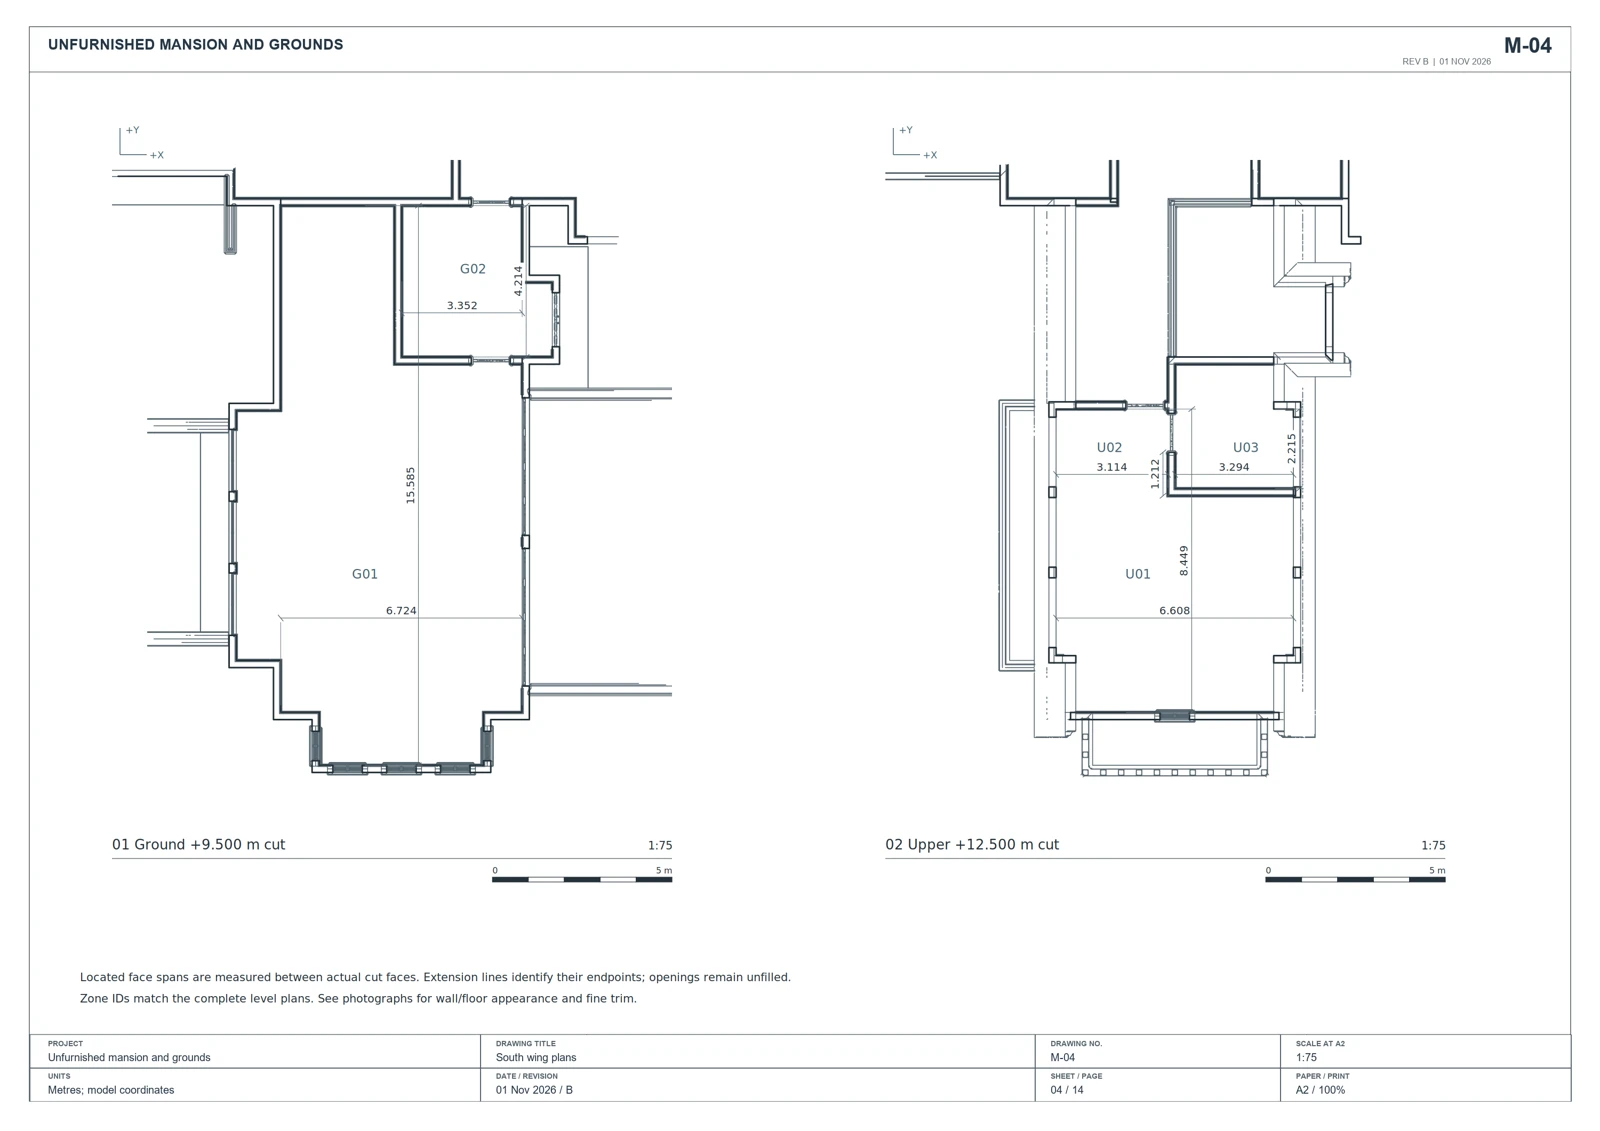 UNFURNISHED MANSION AND GROUNDS
M-04
REV B | 01 NOV 2026
+Y
+X
G02
4.214
3.352
15.585
G01
6.724
+Y
+X
U02
U03
3.114
1.212
3.294
2.215
8.449
U01
6.608
01 Ground +9.500 m cut
1:75
0
5 m
02 Upper +12.500 m cut
1:75
0
5 m
Located face spans are measured between actual cut faces. Extension lines identify their endpoints; openings remain unfilled.
Zone IDs match the complete level plans. See photographs for wall/floor appearance and fine trim.
PROJECT
Unfurnished mansion and grounds
DRAWING TITLE
South wing plans
DRAWING NO.
M-04
SCALE AT A2
1:75
UNITS
Metres; model coordinates
DATE / REVISION
01 Nov 2026 / B
SHEET / PAGE
04 / 14
PAPER / PRINT
A2 / 100%